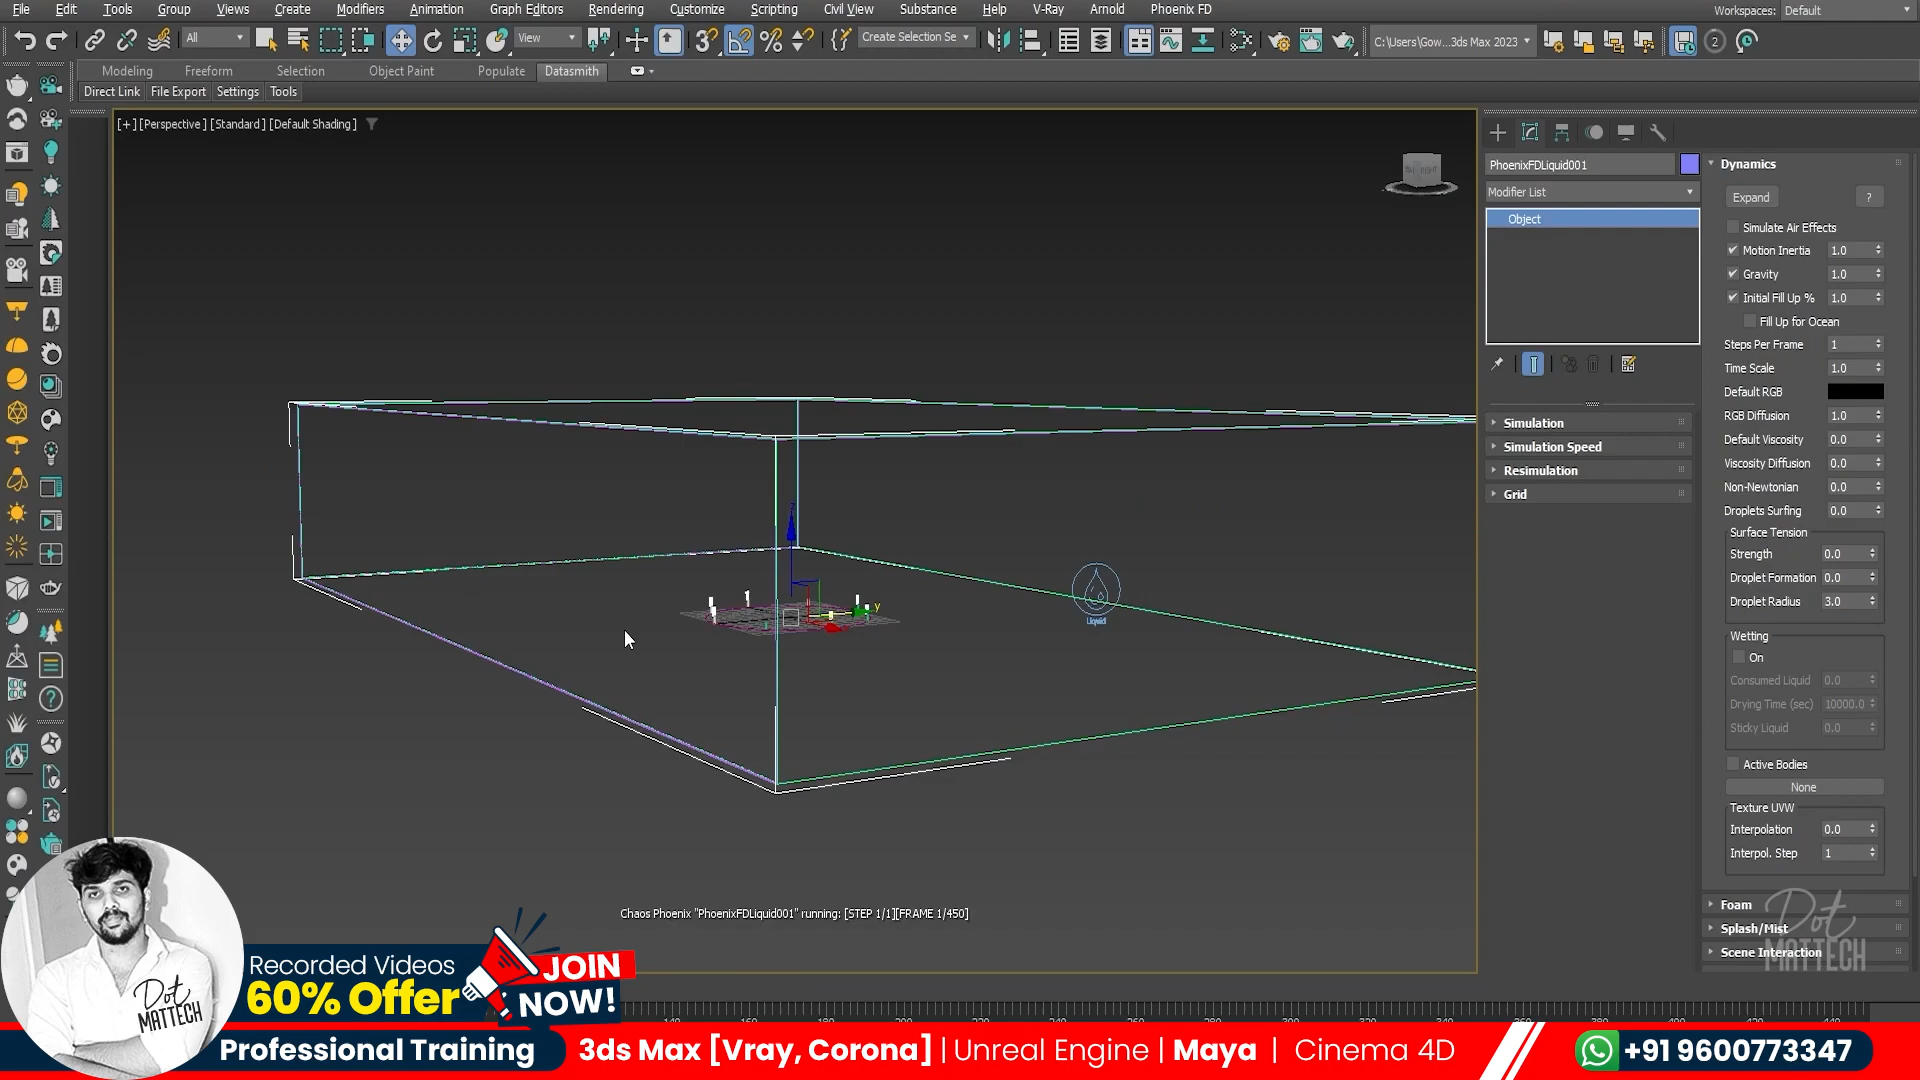 File Edit Tools Group Views Create Modifiers Animation Graph Editors Rendering Customize Scripting Civil View Substance Help V-Ray Arnold Phoenix FD Workspaces: Default
All View Create Selection Se C:\Users\Gow...3ds Max 2023 2
Modeling Freeform Selection Object Paint Populate Datasmith
Direct Link File Export Settings Tools
[+] [Perspective] [Standard] [Default Shading]
PhoenixFDLiquid001
Modifier List
Object
Simulation
Simulation Speed
Resimulation
Grid
Dynamics
Expand ?
Simulate Air Effects
Motion Inertia 1.0
Gravity 1.0
Initial Fill Up % 1.0
Fill Up for Ocean
Steps Per Frame 1
Time Scale 1.0
Default RGB
RGB Diffusion 1.0
Default Viscosity 0.0
Viscosity Diffusion 0.0
Non-Newtonian 0.0
Droplets Surfing 0.0
Surface Tension
Strength 0.0
Droplet Formation 0.0
Droplet Radius 3.0
Wetting
On
Consumed Liquid 0.0
Drying Time (sec) 10000.0
Sticky Liquid 0.0
Active Bodies
None
Texture UVW
Interpolation 0.0
Interpol. Step 1
Foam
Splash/Mist
Scene Interaction
z
y
Liquid
Chaos Phoenix "PhoenixFDLiquid001" running: [STEP 1/1][FRAME 1/450]
Dot
MATTECH
Dot
MATTECH
Recorded Videos
60% Offer
JOIN
NOW!
Professional Training
3ds Max [Vray, Corona] | Unreal Engine | Maya | Cinema 4D
+91 9600773347